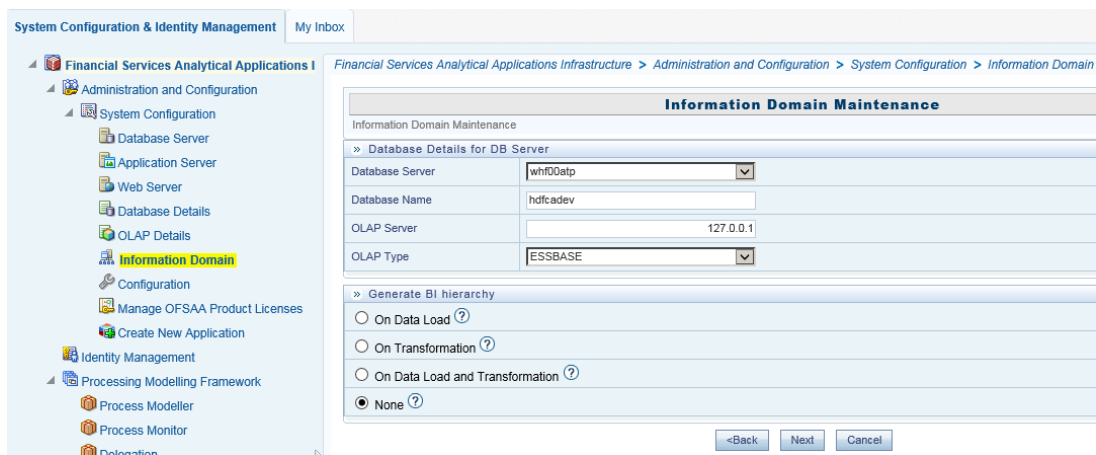 System Configuration & Identity Management
My Inbox
Financial Services Analytical Applications I
Administration and Configuration
System Configuration
Database Server
Application Server
Web Server
Database Details
OLAP Details
Information Domain
Configuration
Manage OFSAA Product Licenses
Create New Application
Identity Management
Processing Modelling Framework
Process Modeller
Process Monitor
Delegation
Financial Services Analytical Applications Infrastructure > Administration and Configuration > System Configuration > Information Domain
Information Domain Maintenance
Information Domain Maintenance
» Database Details for DB Server
Database Server whf00atp
Database Name hdfcadev
OLAP Server 127.0.0.1
OLAP Type ESSBASE
» Generate BI hierarchy
On Data Load ?
On Transformation ?
On Data Load and Transformation ?
None ?
<Back Next Cancel